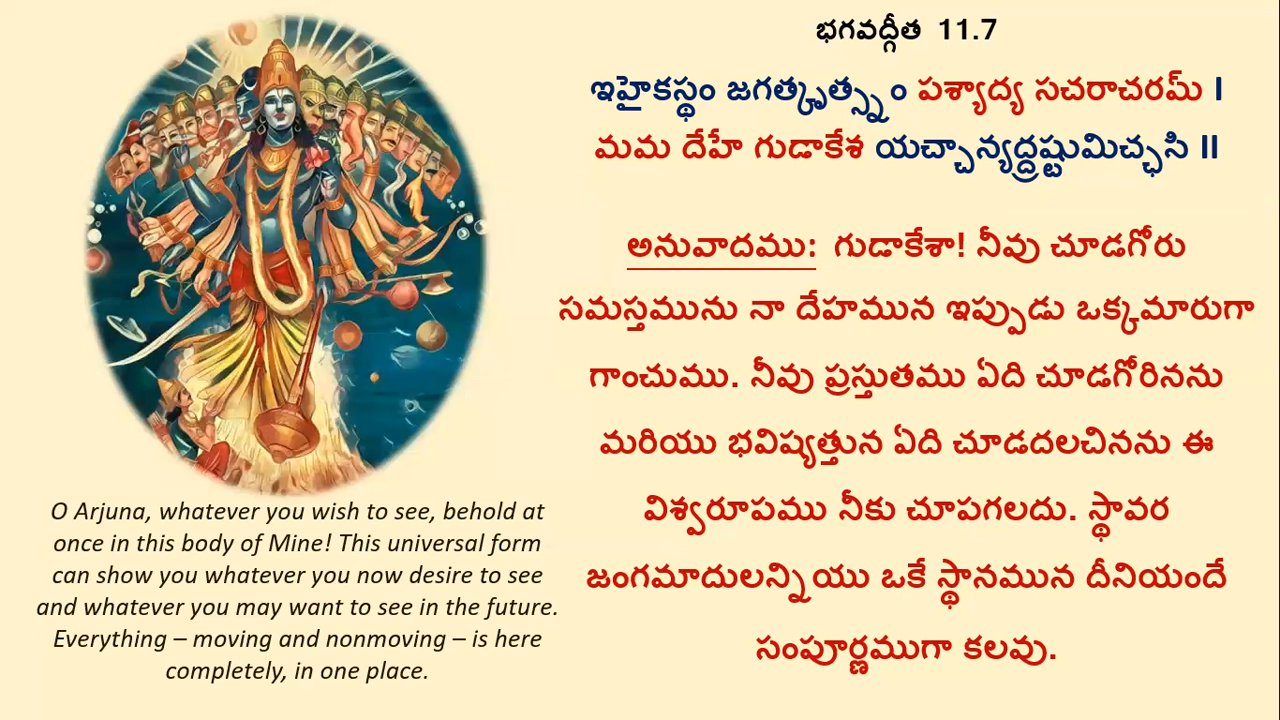 భగవద్గీత 11.7
ఇహైకస్థం జగత్కృత్స్నం పశ్యాద్య సచరాచరమ్ I
మమ దేహే గుడాకేశ యచ్చాన్యద్ద్రష్టుమిచ్ఛసి II
అనువాదము: గుడాకేశా! నీవు చూడగోరు
సమస్తమును నా దేహమున ఇప్పుడు ఒక్కమారుగా
గాంచుము. నీవు ప్రస్తుతము ఏది చూడగోరినను
మరియు భవిష్యత్తున ఏది చూడదలచినను ఈ
విశ్వరూపము నీకు చూపగలదు. స్థావర
జంగమాదులన్నియు ఒకే స్థానమున దీనియందే
సంపూర్ణముగా కలవు.
O Arjuna, whatever you wish to see, behold at
once in this body of Mine! This universal form
can show you whatever you now desire to see
and whatever you may want to see in the future.
Everything – moving and nonmoving – is here
completely, in one place.